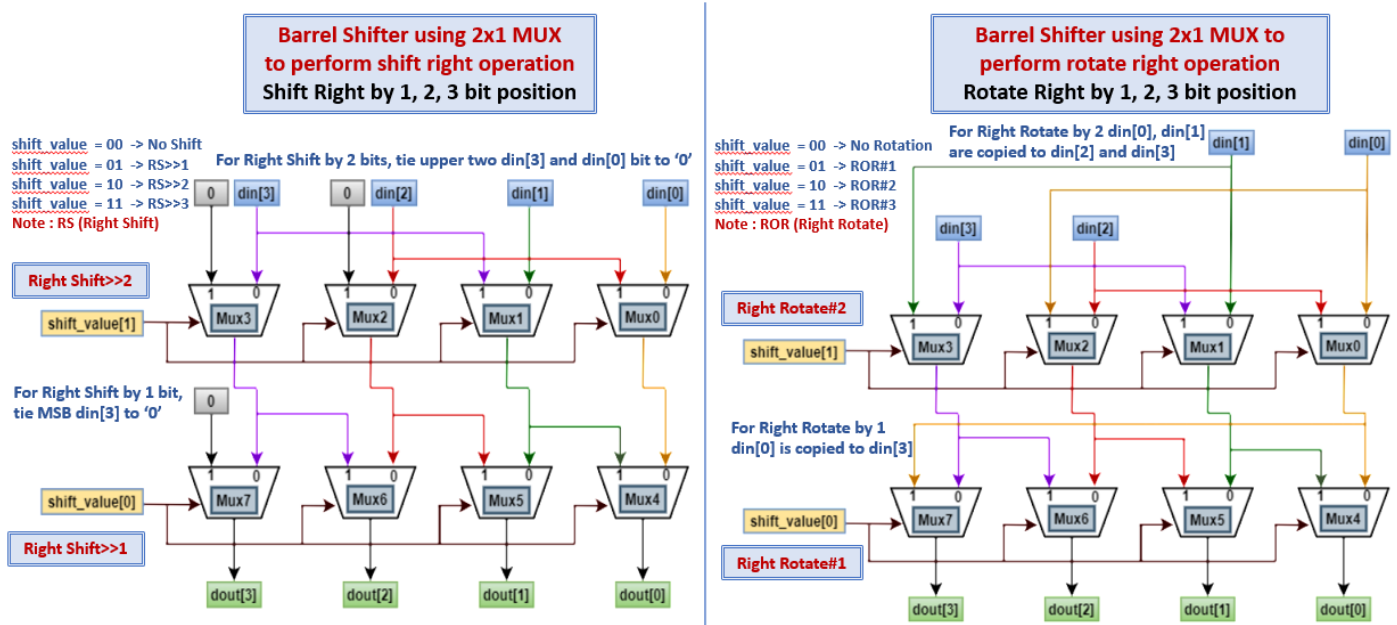 Barrel Shifter using 2x1 MUX
to perform shift right operation
Shift Right by 1, 2, 3 bit position
shift_value = 00 -> No Shift
shift_value = 01 -> RS>>1
shift_value = 10 -> RS>>2
shift_value = 11 -> RS>>3
Note : RS (Right Shift)
For Right Shift by 2 bits, tie upper two din[3] and din[0] bit to ‘0’
0 din[3] 0 din[2] din[1] din[0]
Right Shift>>2
1 0 1 0 1 0 1 0
Mux3 Mux2 Mux1 Mux0
shift_value[1]
For Right Shift by 1 bit,
tie MSB din[3] to ‘0’
0
1 0 1 0 1 0 1 0
Mux7 Mux6 Mux5 Mux4
shift_value[0]
Right Shift>>1
dout[3] dout[2] dout[1] dout[0]
Barrel Shifter using 2x1 MUX to
perform rotate right operation
Rotate Right by 1, 2, 3 bit position
shift_value = 00 -> No Rotation
shift_value = 01 -> ROR#1
shift_value = 10 -> ROR#2
shift_value = 11 -> ROR#3
Note : ROR (Right Rotate)
For Right Rotate by 2 din[0], din[1]
are copied to din[2] and din[3]
din[1] din[0]
din[3] din[2]
Right Rotate#2
1 0 1 0 1 0 1 0
Mux3 Mux2 Mux1 Mux0
shift_value[1]
For Right Rotate by 1
din[0] is copied to din[3]
1 0 1 0 1 0 1 0
Mux7 Mux6 Mux5 Mux4
shift_value[0]
Right Rotate#1
dout[3] dout[2] dout[1] dout[0]